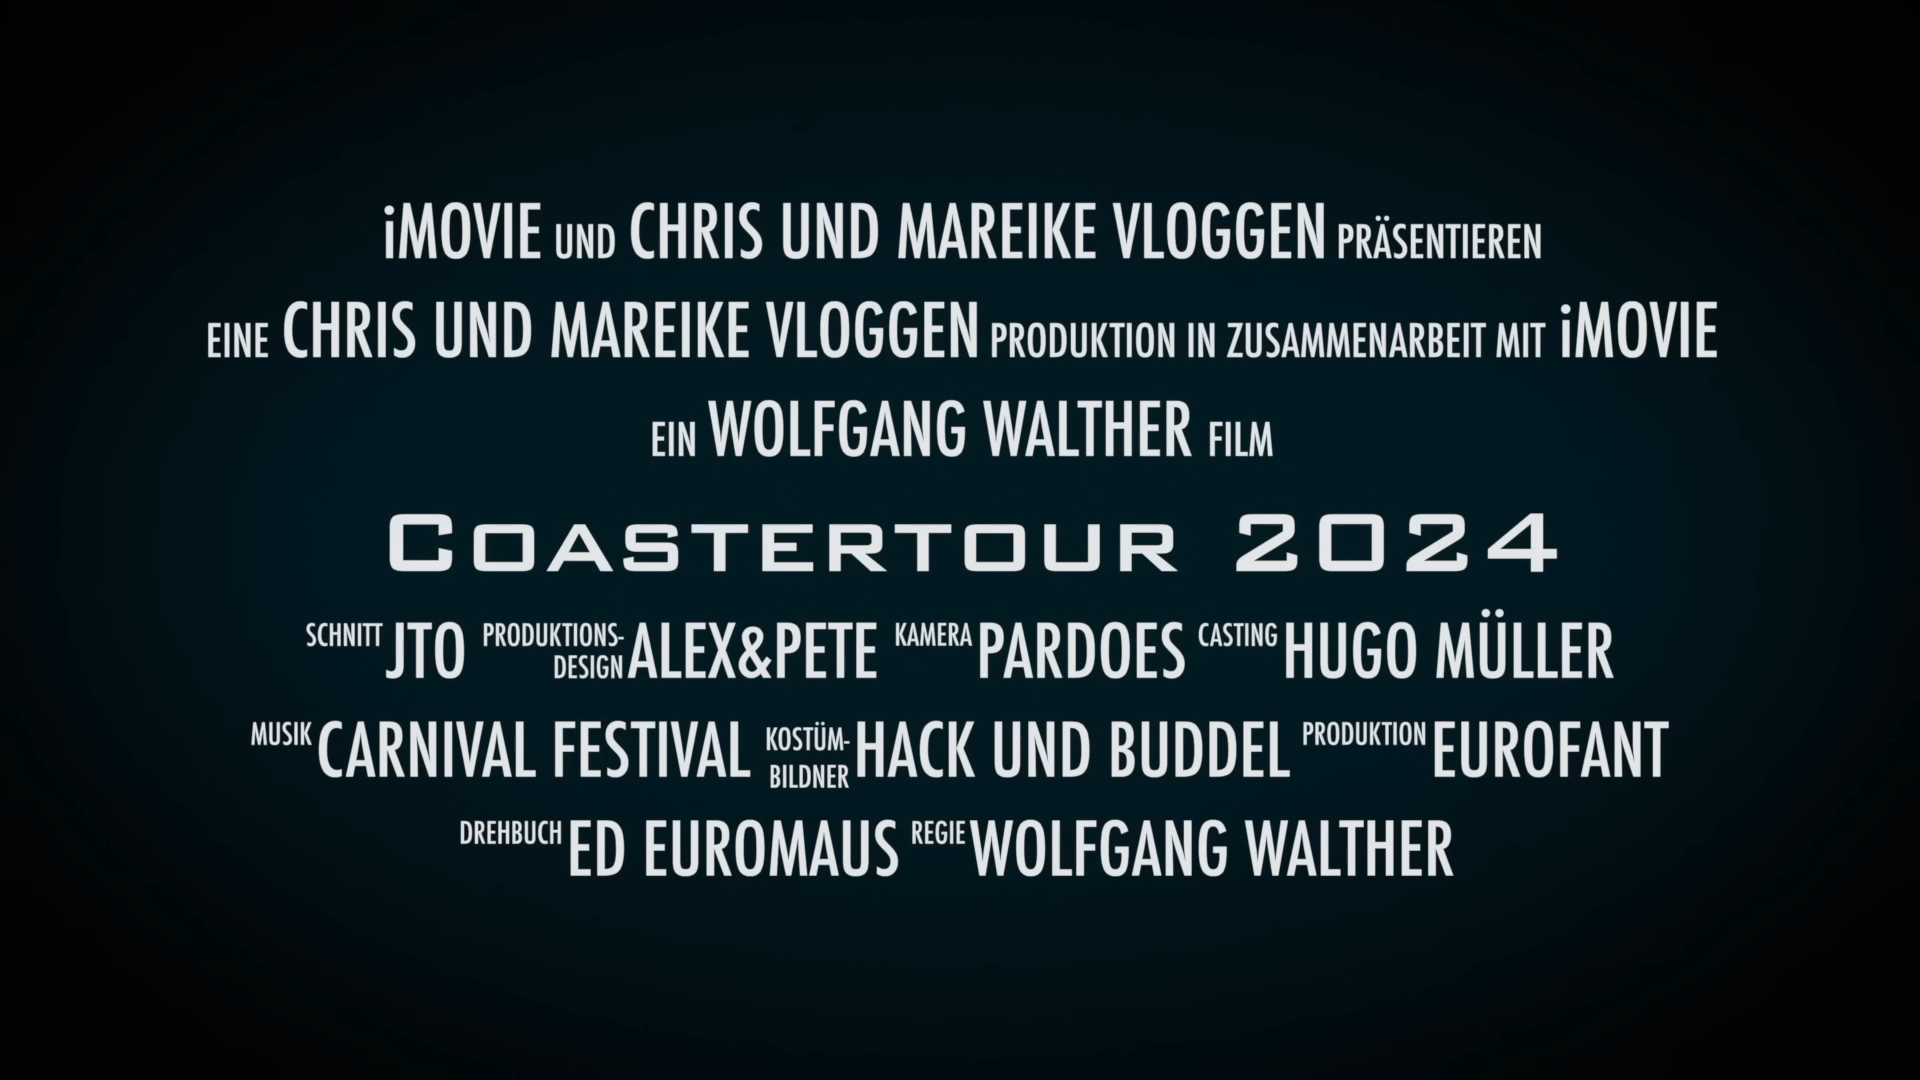 iMOVIE UND CHRIS UND MAREIKE VLOGGEN PRÄSENTIEREN
EINE CHRIS UND MAREIKE VLOGGEN PRODUKTION IN ZUSAMMENARBEIT MIT iMOVIE
EIN WOLFGANG WALTHER FILM
COASTERTOUR 2024
SCHNITT JTO PRODUKTIONS-DESIGN ALEX&PETE KAMERA PARDOES CASTING HUGO MÜLLER
MUSIK CARNIVAL FESTIVAL KOSTÜM-BILDNER HACK UND BUDDEL PRODUKTION EUROFANT
DREHBUCH ED EUROMAUS REGIE WOLFGANG WALTHER